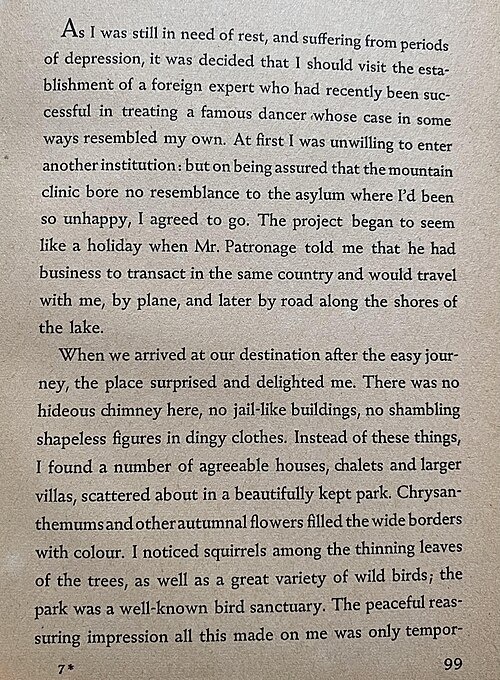 As I was still in need of rest, and suffering from periods
of depression, it was decided that I should visit the esta-
blishment of a foreign expert who had recently been suc-
cessful in treating a famous dancer whose case in some
ways resembled my own. At first I was unwilling to enter
another institution: but on being assured that the mountain
clinic bore no resemblance to the asylum where I'd been
so unhappy, I agreed to go. The project began to seem
like a holiday when Mr. Patronage told me that he had
business to transact in the same country and would travel
with me, by plane, and later by road along the shores of
the lake.
When we arrived at our destination after the easy jour-
ney, the place surprised and delighted me. There was no
hideous chimney here, no jail-like buildings, no shambling
shapeless figures in dingy clothes. Instead of these things,
I found a number of agreeable houses, chalets and larger
villas, scattered about in a beautifully kept park. Chrysan-
themums and other autumnal flowers filled the wide borders
with colour. I noticed squirrels among the thinning leaves
of the trees, as well as a great variety of wild birds; the
park was a well-known bird sanctuary. The peaceful reas-
suring impression all this made on me was only tempor-
7* 99